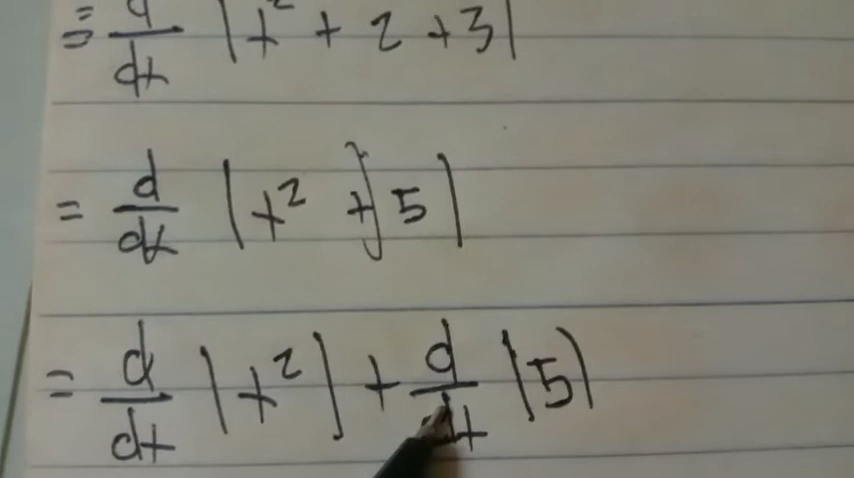 = d/dt |t² + 2 + 3|
= d/dt |t² + 5|
= d/dt |t²| + d/dt |5|